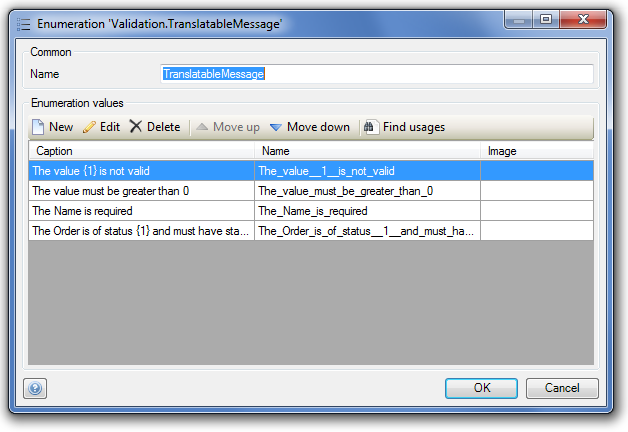 Enumeration 'Validation.TranslatableMessage'
Common
Name TranslatableMessage
Enumeration values
New Edit Delete Move up Move down Find usages
Caption Name Image
The value {1} is not valid The_value__1__is_not_valid
The value must be greater than 0 The_value_must_be_greater_than_0
The Name is required The_Name_is_required
The Order is of status {1} and must have sta... The_Order_is_of_status__1__and_must_ha...
OK Cancel